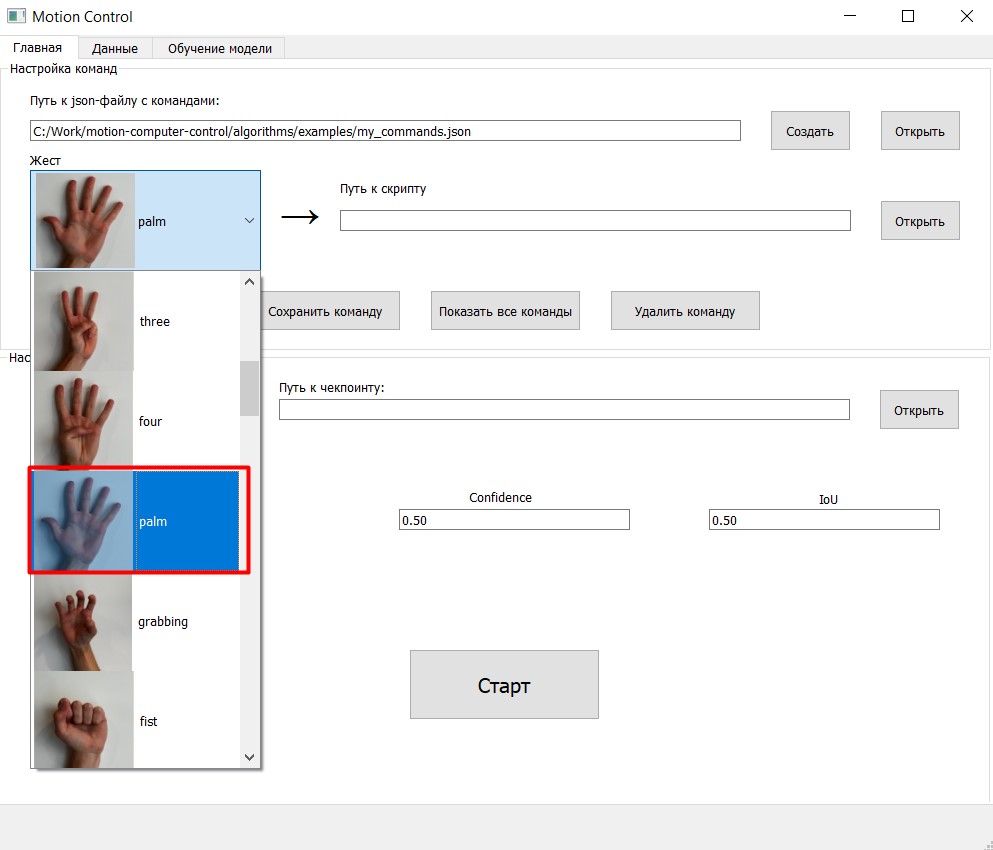 Motion Control
Главная Данные Обучение модели
Настройка команд
Путь к json-файлу с командами:
C:/Work/motion-computer-control/algorithms/examples/my_commands.json Создать Открыть
Жест
palm
→
Путь к скрипту
Открыть
three
Сохранить команду Показать все команды Удалить команду
Нас
Путь к чекпоинту:
Открыть
four
Confidence IoU
palm 0.50 0.50
grabbing
Старт
fist